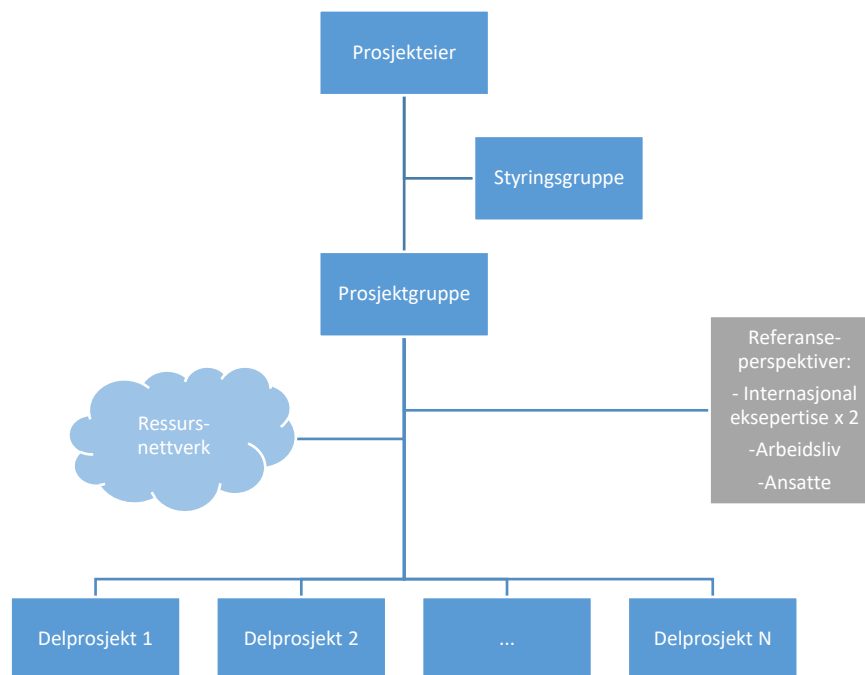 Prosjekteier
Styringsgruppe
Prosjektgruppe
Referanse-
perspektiver:
- Internasjonal
eksepertise x 2
-Arbeidsliv
-Ansatte
Ressurs-
nettverk
Delprosjekt 1
Delprosjekt 2
...
Delprosjekt N